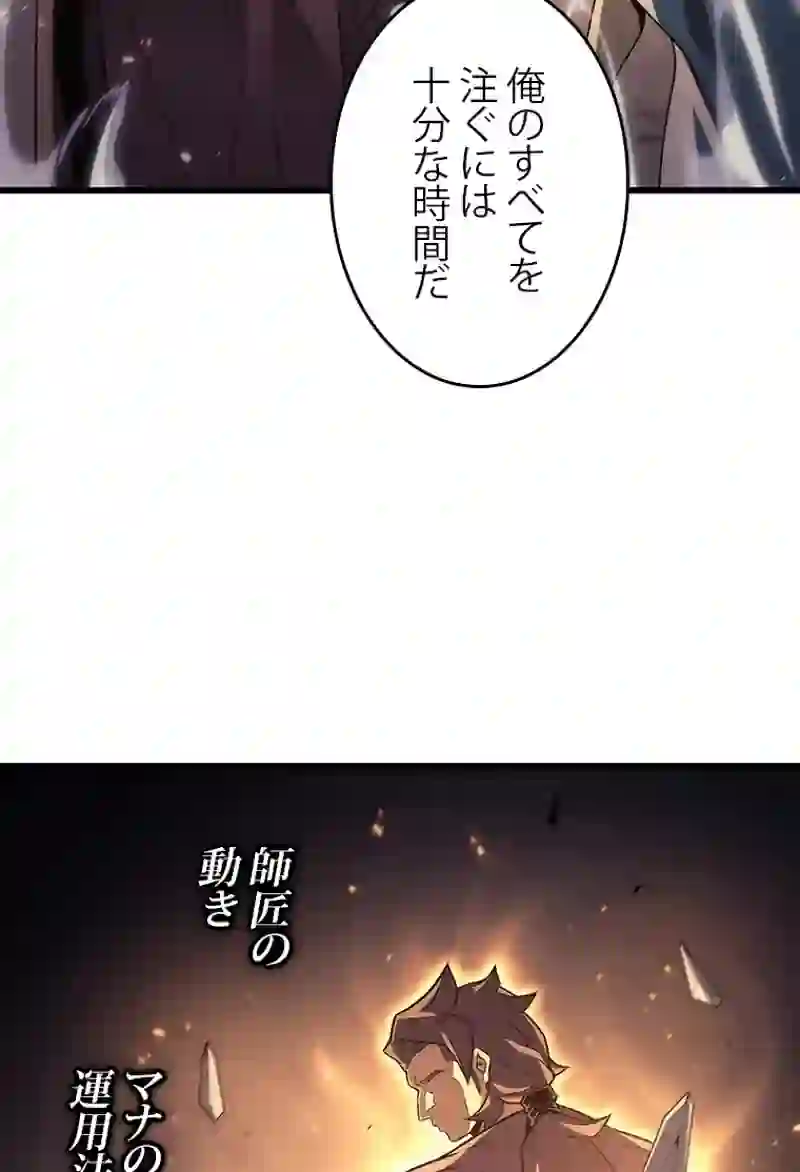 俺のすべてを
注ぐには
十分な時間だ
師匠の
動き
マナの
運用法